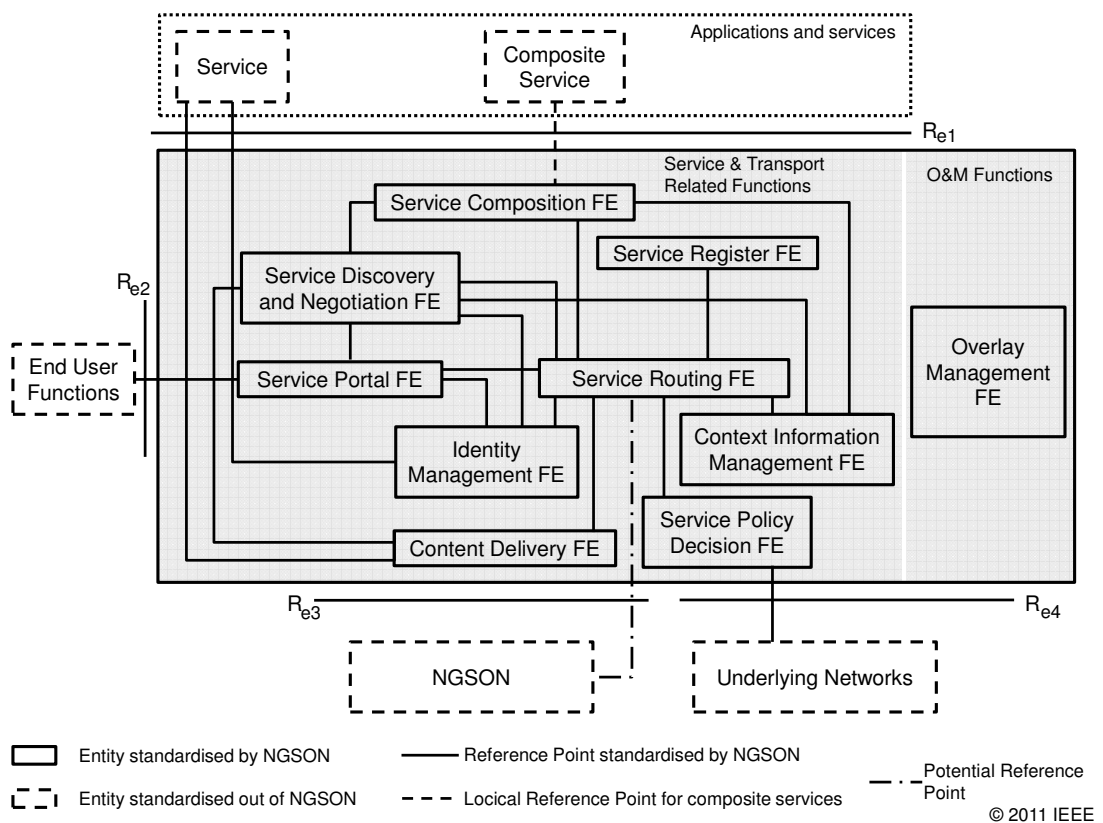 Applications and services
Service
Composite
Service
Re1
Service & Transport
Related Functions
O&M Functions
Service Composition FE
Service Register FE
Service Discovery
and Negotiation FE
Re2
Overlay
Management
FE
End User
Functions
Service Portal FE
Service Routing FE
Identity
Management FE
Context Information
Management FE
Service Policy
Decision FE
Content Delivery FE
Re3
Re4
NGSON
Underlying Networks
Entity standardised by NGSON
Reference Point standardised by NGSON
Entity standardised out of NGSON
Locical Reference Point for composite services
Potential Reference
Point
© 2011 IEEE